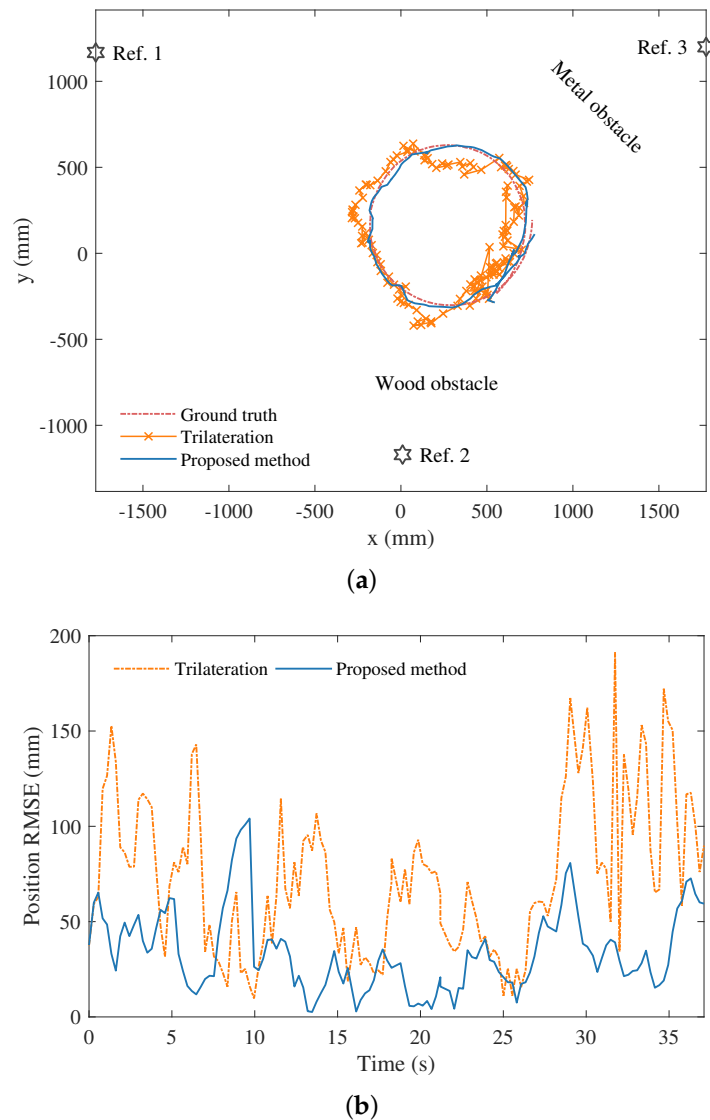 Ref. 1
Ref. 3
Metal obstacle
1000
500
0
-500
-1000
y (mm)
Wood obstacle
Ground truth
Trilateration
Proposed method
Ref. 2
-1500 -1000 -500 0 500 1000 1500
x (mm)
(a)
200
150
100
50
0
Position RMSE (mm)
Trilateration Proposed method
0 5 10 15 20 25 30 35
Time (s)
(b)